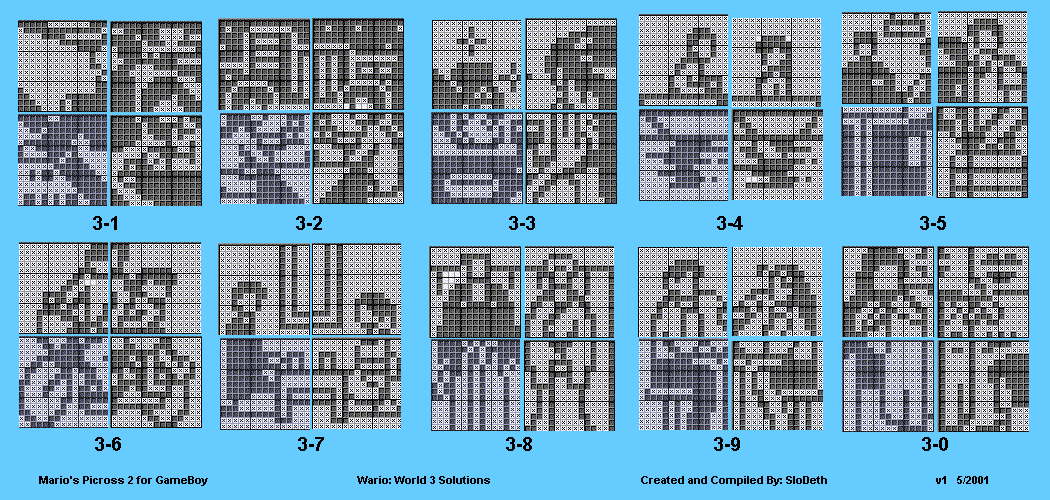 3-1 3-2 3-3 3-4 3-5
3-6 3-7 3-8 3-9 3-0
Mario's Picross 2 for GameBoy Wario: World 3 Solutions Created and Compiled By: SloDeth v1 5/2001